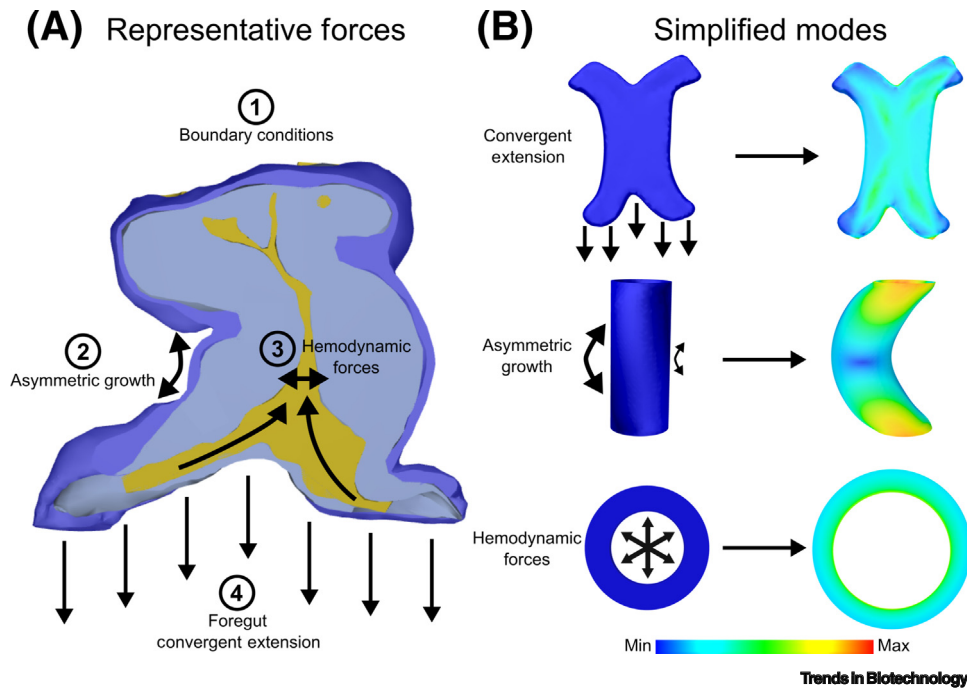 (A) Representative forces
1
Boundary conditions
2
Asymmetric growth
3
Hemodynamic
forces
4
Foregut
convergent extension
(B) Simplified modes
Convergent
extension
Asymmetric
growth
Hemodynamic
forces
Min Max
Trends in Biotechnology